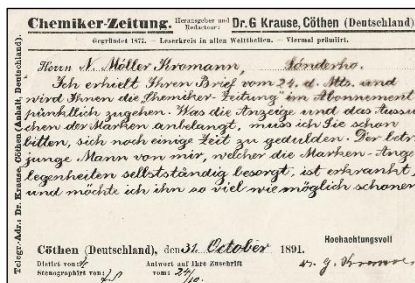 Chemiker-Zeitung. Herausgeber und Redacteur: Dr. G Krause, Cöthen (Deutschland)
Gegründet 1877. — Leserkreis in allen Welttheilen. — Viermal prämiirt.
Herrn N. Möller Kromann, Sönderho.
Ich erhielt Ihren Brief vom 24. d. Mts. und
wird Ihnen die „Chemiker-Zeitung" im Abonnement
pünktlich zugehen. Was die Anzeige und das Aussu
chen der Marken anbelangt, muss ich Sie schon
bitten, sich noch einige Zeit zu gedulden. Der betr.
junge Mann von mir, welcher die Marken-Ange
legenheiten selbstständig besorgt, ist erkrankt,
und möchte ich ihn so viel wie möglich schonen
Cöthen (Deutschland), den 31. October 1891.
Hochachtungsvoll
Dictirt von:
Antwort auf Ihre Zuschrift
Stenographirt von:
vom: 24/10.
Dr. G. Krause
Telegr.-Adr.: Dr. Krause, Cöthen (Anhalt, Deutschland).